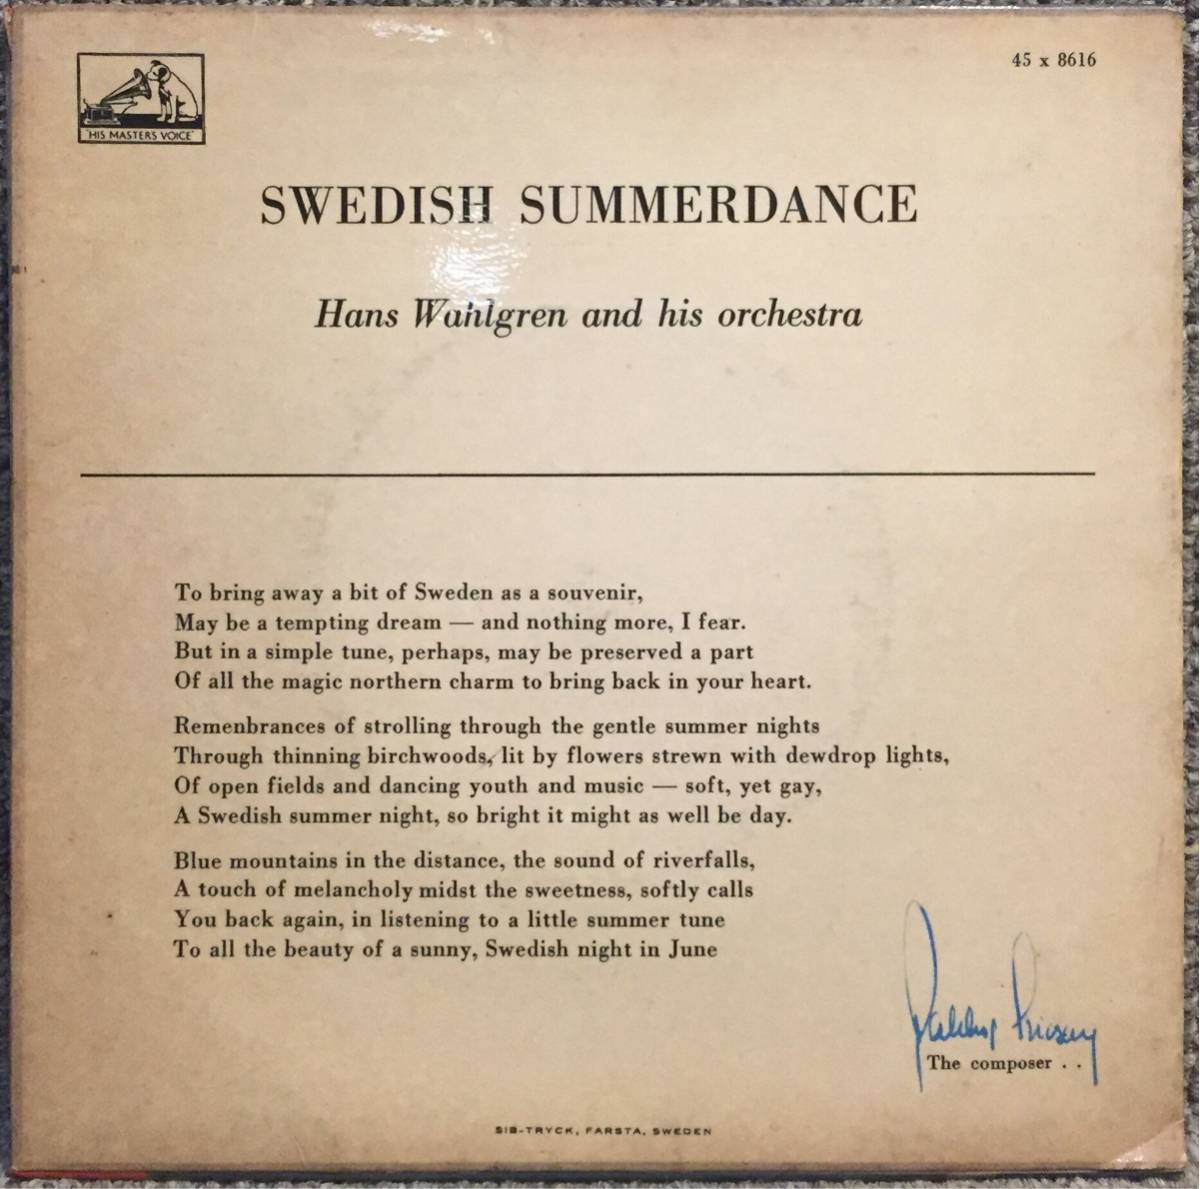 45 x 8616
"HIS MASTER'S VOICE"
SWEDISH SUMMERDANCE
Hans Wahlgren and his orchestra
To bring away a bit of Sweden as a souvenir,
May be a tempting dream — and nothing more, I fear.
But in a simple tune, perhaps, may be preserved a part
Of all the magic northern charm to bring back in your heart.
Remenbrances of strolling through the gentle summer nights
Through thinning birchwoods, lit by flowers strewn with dewdrop lights,
Of open fields and dancing youth and music — soft, yet gay,
A Swedish summer night, so bright it might as well be day.
Blue mountains in the distance, the sound of riverfalls,
A touch of melancholy midst the sweetness, softly calls
You back again, in listening to a little summer tune
To all the beauty of a sunny, Swedish night in June
The composer . .
SIB-TRYCK, FARSTA, SWEDEN